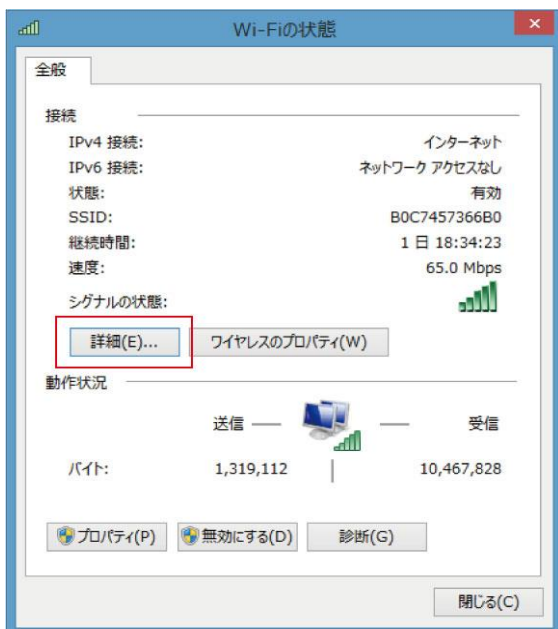 Wi-Fiの状態
全般
接続
IPv4 接続: インターネット
IPv6 接続: ネットワーク アクセスなし
状態: 有効
SSID: B0C7457366B0
継続時間: 1 日 18:34:23
速度: 65.0 Mbps
シグナルの状態:
詳細(E)... ワイヤレスのプロパティ(W)
動作状況
送信 受信
バイト: 1,319,112 10,467,828
プロパティ(P) 無効にする(D) 診断(G)
閉じる(C)